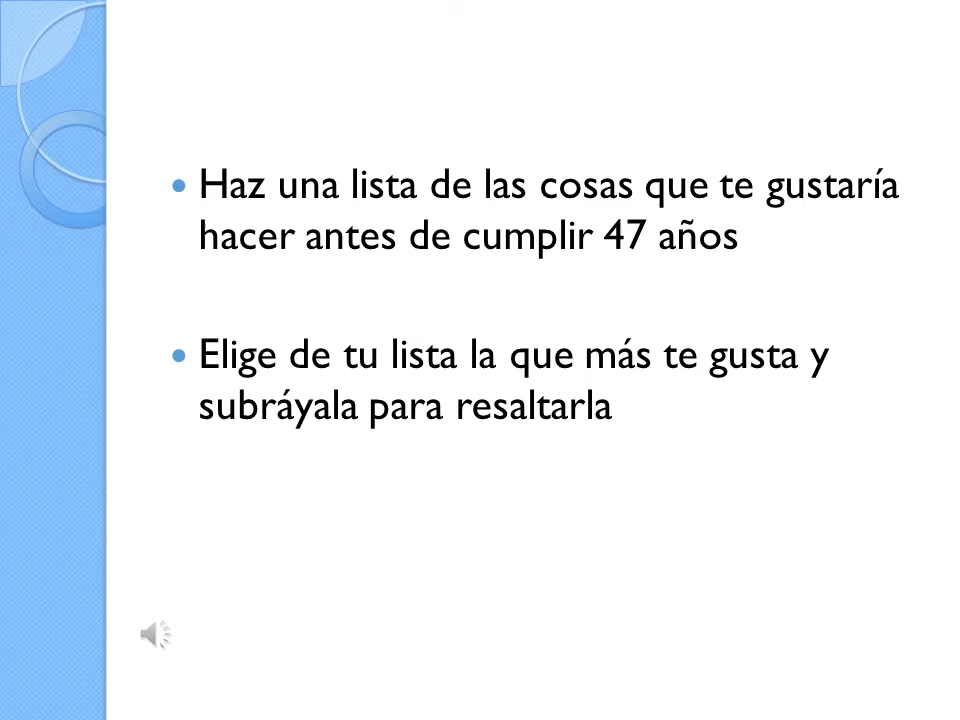 • Haz una lista de las cosas que te gustaría
hacer antes de cumplir 47 años
• Elige de tu lista la que más te gusta y
subráyala para resaltarla